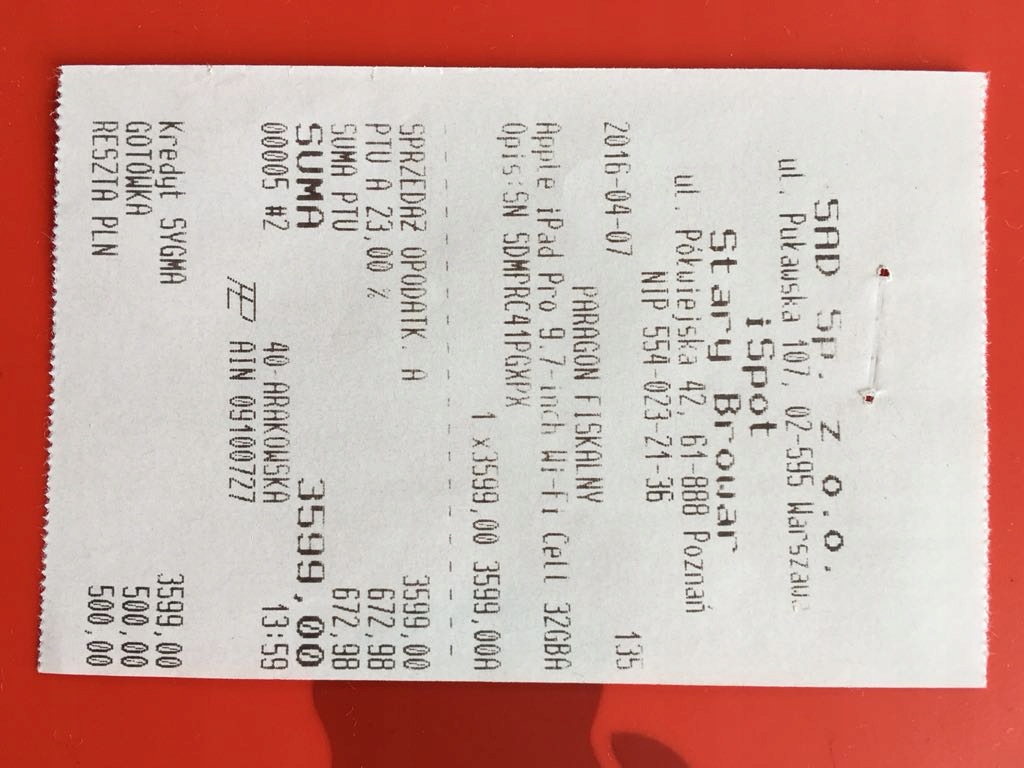 SAD Sp. z o.o.
ul. Puławska 107, 02-595 Warszawa
iSpot
Stary Browar
ul. Półwiejska 42, 61-888 Poznań
NIP 554-023-21-36
2016-04-07 135
PARAGON FISKALNY
Apple iPad Pro 9.7-inch Wi-Fi Cell 32GBA
1 x3599,00 3599,00A
Opis:SN SDMPRC41PGXPX
SPRZEDAŻ OPODATK. A 3599,00
PTU A 23,00 % 672,98
SUMA PTU 672,98
SUMA 3599,00
00005 #2 40 ARAKOWSKA 13:59
AIN 09100727
Kredyt SYGMA 3599,00
GOTÓWKA 500,00
RESZTA PLN 500,00